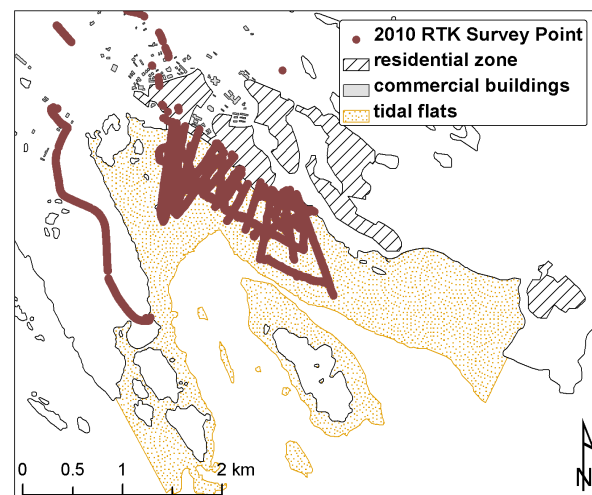 2010 RTK Survey Point
residential zone
commercial buildings
tidal flats
0 0.5 1 2 km
N